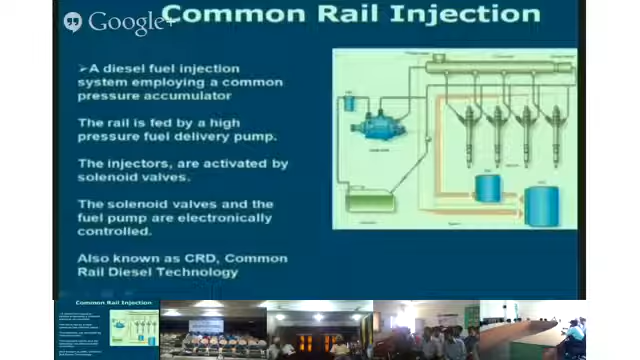 Google+
Common Rail Injection
➢A diesel fuel injection
system employing a common
pressure accumulator
The rail is fed by a high
pressure fuel delivery pump.
The injectors, are activated by
solenoid valves.
The solenoid valves and the
fuel pump are electronically
controlled.
Also known as CRD, Common
Rail Diesel Technology
Common Rail Injection